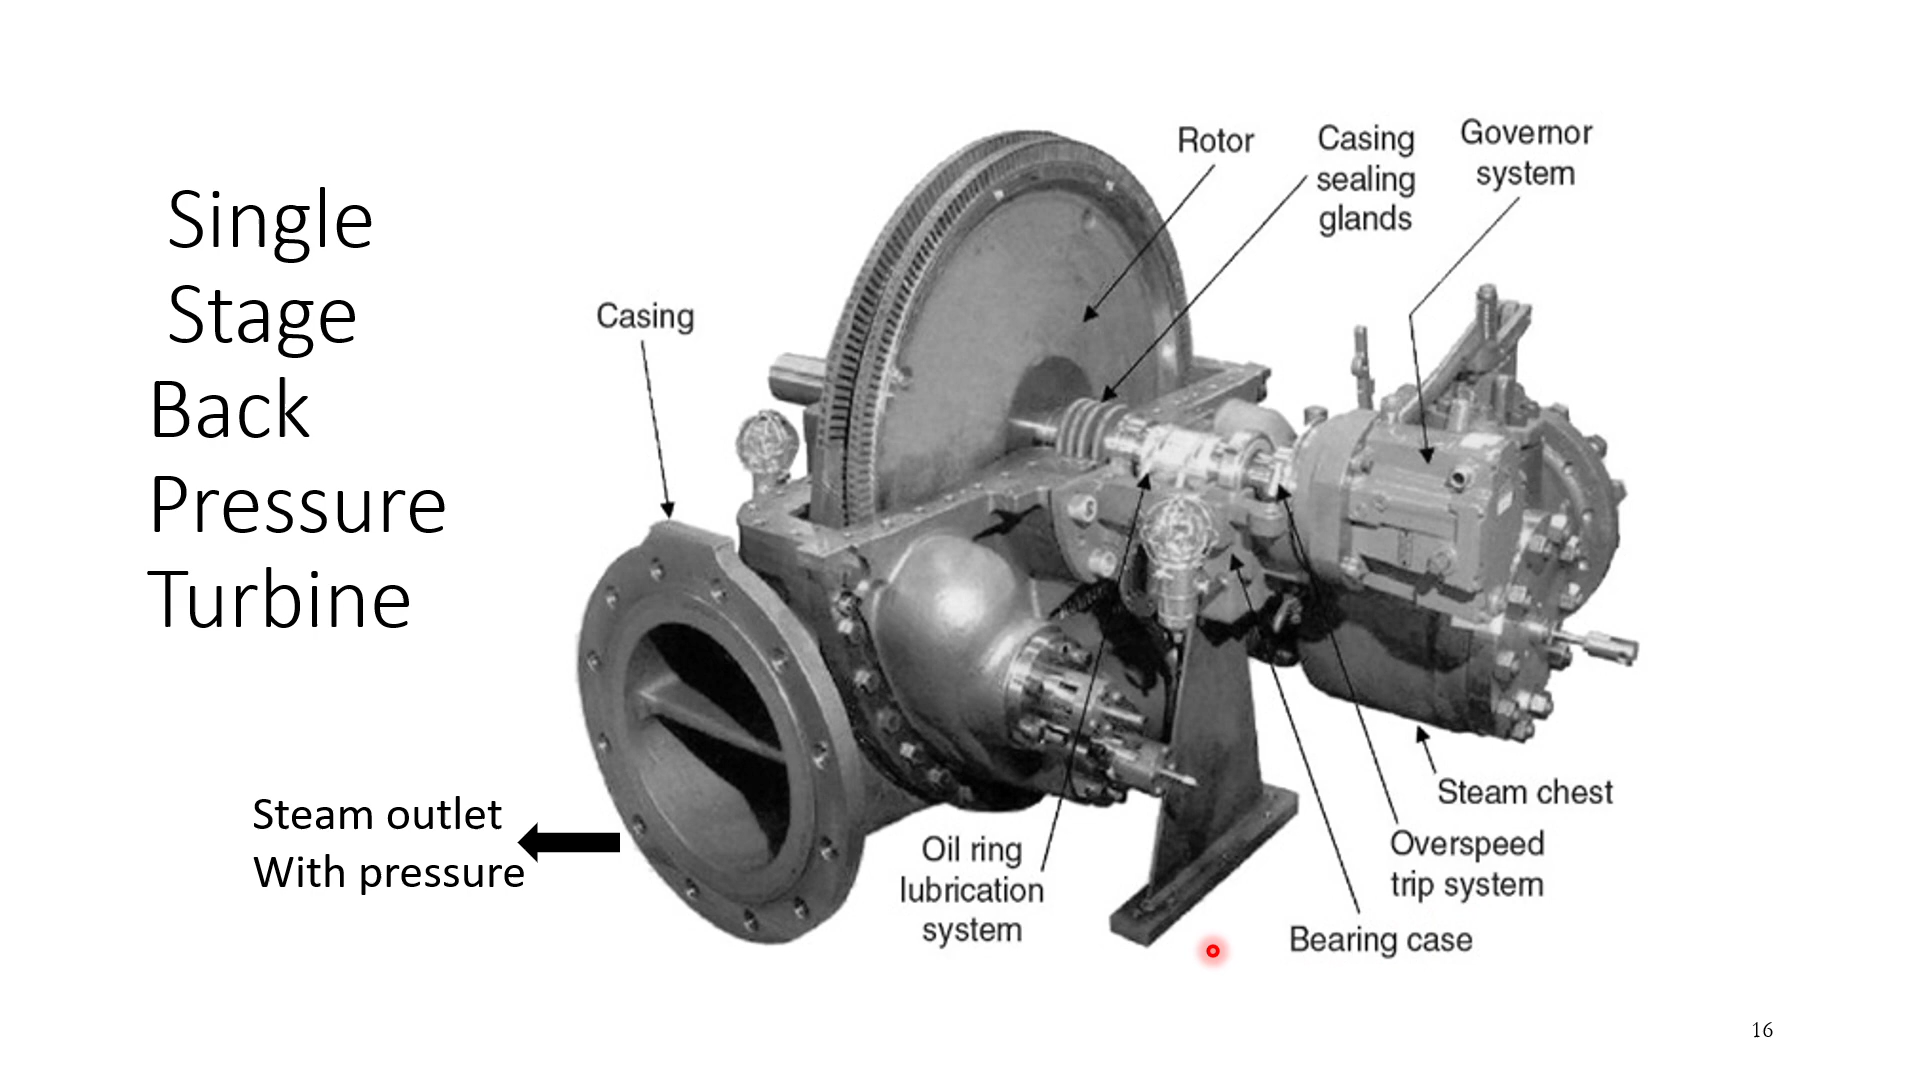 Single
Stage
Back
Pressure
Turbine
Casing
Rotor
Casing
sealing
glands
Governor
system
Steam outlet
With pressure
Oil ring
lubrication
system
Steam chest
Overspeed
trip system
Bearing case
16